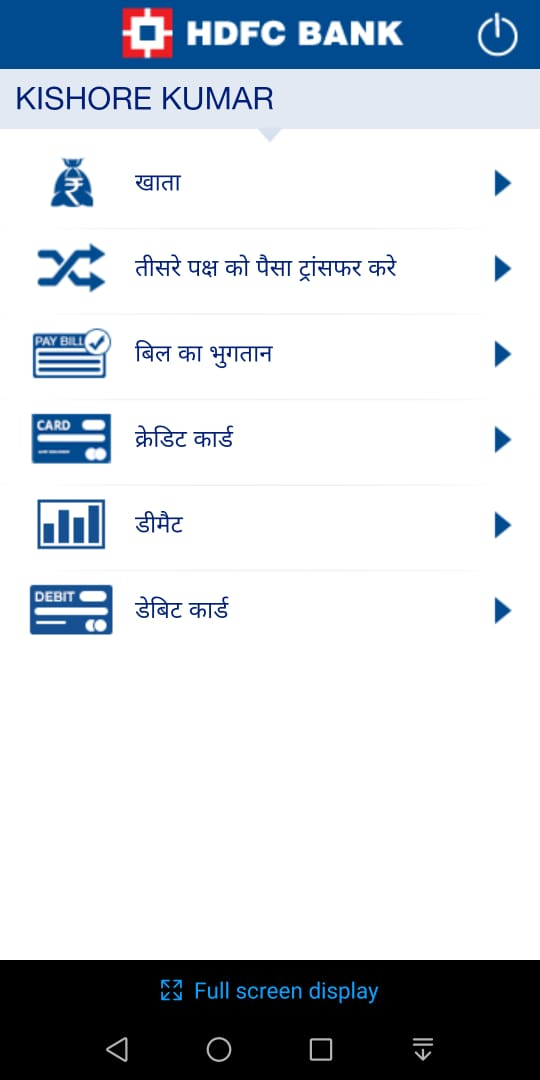 HDFC BANK
KISHORE KUMAR
खाता
तीसरे पक्ष को पैसा ट्रांसफर करे
PAY BILL
बिल का भुगतान
CARD
क्रेडिट कार्ड
डीमैट
DEBIT
डेबिट कार्ड
Full screen display